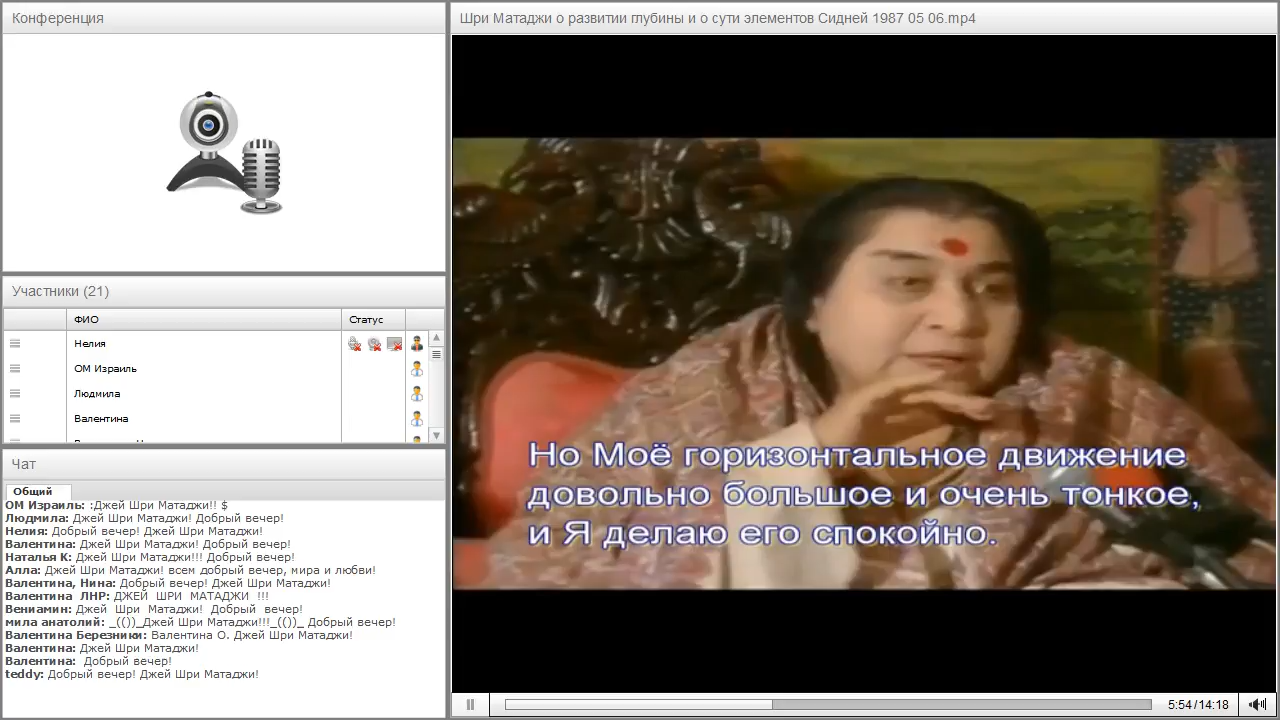 Конференция
Участники (21)
ФИО
Статус
Нелия
ОМ Израиль
Людмила
Валентина
Чат
Общий
ОМ Израиль: :Джей Шри Матаджи!! $
Людмила: Джей Шри Матаджи! Добрый вечер!
Нелия: Добрый вечер! Джей Шри Матаджи!
Валентина: Джей Шри Матаджи! Добрый вечер!
Наталья К: Джей Шри Матаджи!!! Добрый вечер!
Алла: Джей Шри Матаджи! всем добрый вечер, мира и любви!
Валентина, Нина: Добрый вечер! Джей Шри Матаджи!
Валентина ЛНР: ДЖЕЙ ШРИ МАТАДЖИ !!!
Вениамин: Джей Шри Матаджи! Добрый вечер!
мила анатолий: _(())_Джей Шри Матаджи!!!_(())_ Добрый вечер!
Валентина Березники: Валентина О. Джей Шри Матаджи!
Валентина: Джей Шри Матаджи!
Валентина: Добрый вечер!
teddy: Добрый вечер! Джей Шри Матаджи!
Шри Матаджи о развитии глубины и о сути элементов Сидней 1987 05 06.mp4
Но Моё горизонтальное движение
довольно большое и очень тонкое,
и Я делаю его спокойно.
5:54/14:18